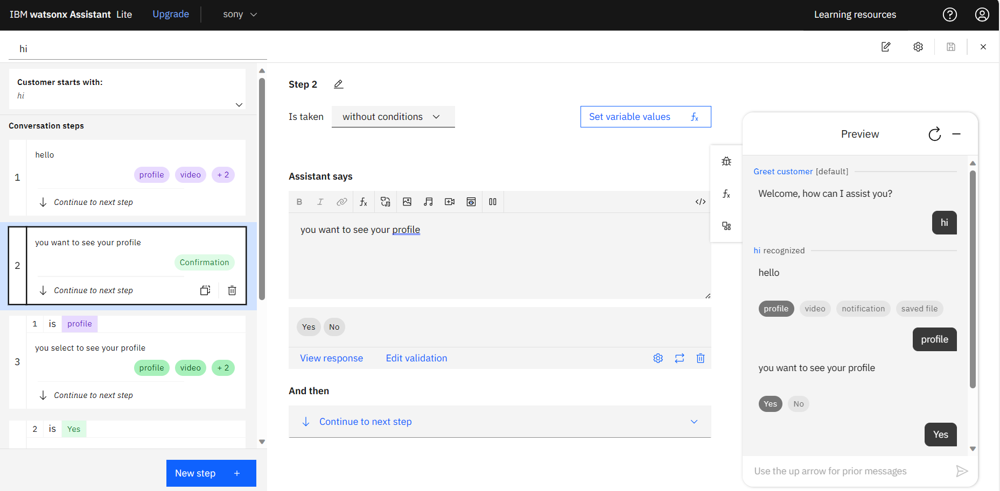 IBM watsonx Assistant Lite Upgrade sony Learning resources
hi
Customer starts with:
hi
Conversation steps
1
hello
profile video + 2
Continue to next step
2
you want to see your profile
Confirmation
Continue to next step
3
1 is profile
you select to see your profile
profile video + 2
Continue to next step
2 is Yes
New step +
Step 2
Is taken without conditions Set variable values fx
Assistant says
B I fx </>
you want to see your profile
Yes No
View response Edit validation
And then
Continue to next step
fx
Preview
Greet customer [default]
Welcome, how can I assist you?
hi
hi recognized
hello
profile video notification saved file
profile
you want to see your profile
Yes No
Yes
Use the up arrow for prior messages